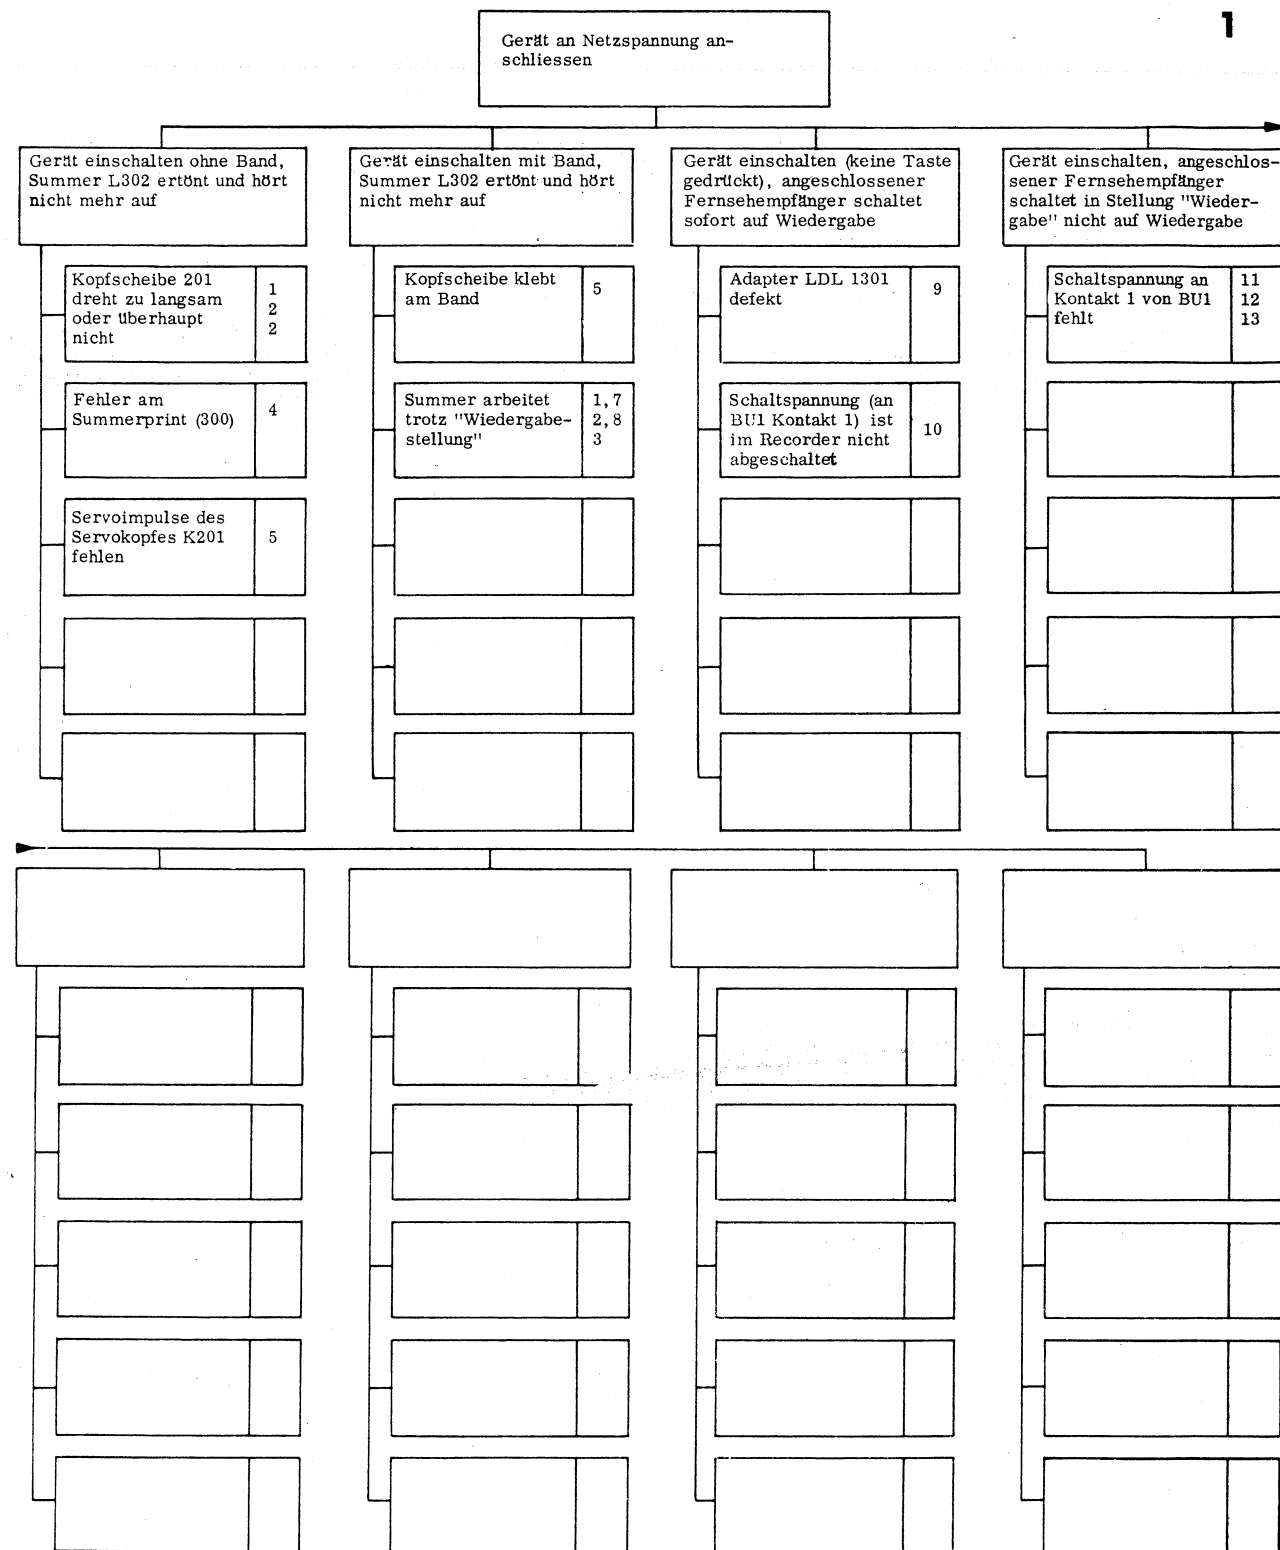 1
Gerät an Netzspannung an-
schliessen
Gerät einschalten ohne Band,
Summer L302 ertönt und hört
nicht mehr auf
Gerät einschalten mit Band,
Summer L302 ertönt und hört
nicht mehr auf
Gerät einschalten (keine Taste
gedrückt), angeschlossener
Fernsehempfänger schaltet
sofort auf Wiedergabe
Gerät einschalten, angeschlos-
sener Fernsehempfänger
schaltet in Stellung "Wieder-
gabe" nicht auf Wiedergabe
Kopfscheibe 201
dreht zu langsam
oder überhaupt
nicht
1
2
2
Fehler am
Summerprint (300)
4
Servoimpulse des
Servokopfes K201
fehlen
5
Kopfscheibe klebt
am Band
5
Summer arbeitet
trotz "Wiedergabe-
stellung"
1, 7
2, 8
3
Adapter LDL 1301
defekt
9
Schaltspannung (an
BU1 Kontakt 1) ist
im Recorder nicht
abgeschaltet
10
Schaltspannung an
Kontakt 1 von BU1
fehlt
11
12
13